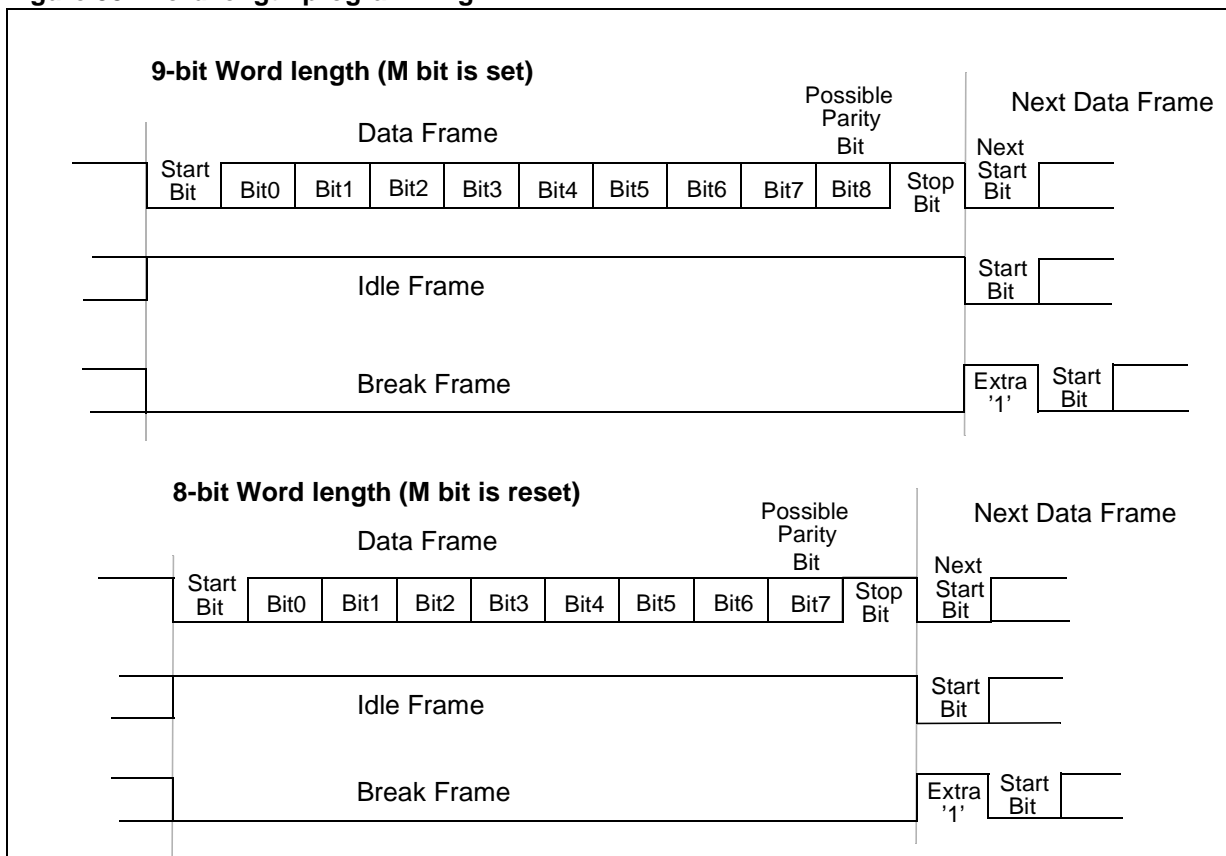 9-bit Word length (M bit is set)
Possible
Parity
Bit
Next Data Frame
Data Frame
Start
Bit
Bit0
Bit1
Bit2
Bit3
Bit4
Bit5
Bit6
Bit7
Bit8
Stop
Bit
Next
Start
Bit
Idle Frame
Start
Bit
Break Frame
Extra
'1'
Start
Bit
8-bit Word length (M bit is reset)
Possible
Parity
Bit
Next Data Frame
Data Frame
Start
Bit
Bit0
Bit1
Bit2
Bit3
Bit4
Bit5
Bit6
Bit7
Stop
Bit
Next
Start
Bit
Idle Frame
Start
Bit
Break Frame
Extra
'1'
Start
Bit